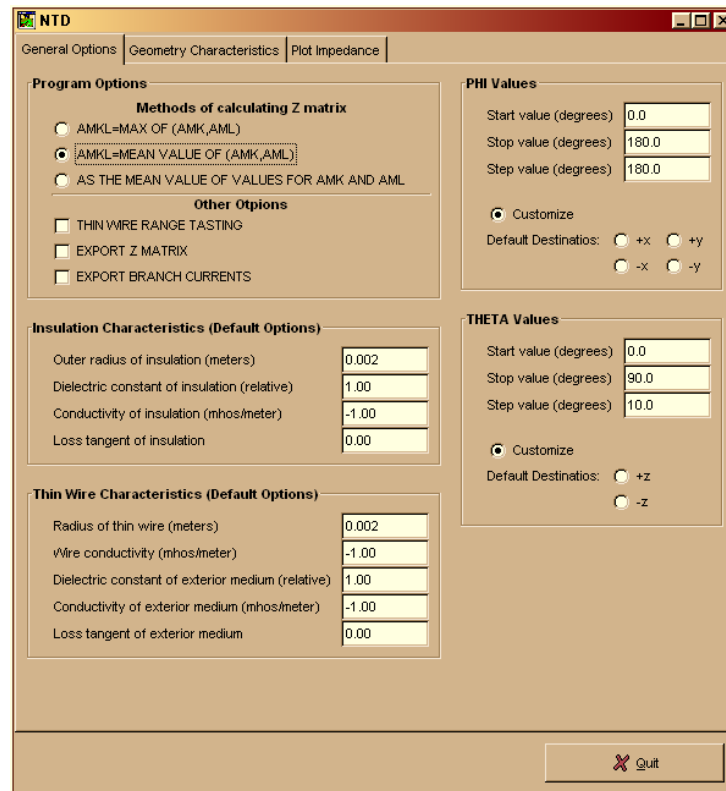 NTD
General Options
Geometry Characteristics
Plot Impedance
Program Options
Methods of calculating Z matrix
AMKL=MAX OF (AMK,AML)
AMKL=MEAN VALUE OF (AMK,AML)
AS THE MEAN VALUE OF VALUES FOR AMK AND AML
Other Otpions
THIN WIRE RANGE TASTING
EXPORT Z MATRIX
EXPORT BRANCH CURRENTS
Insulation Characteristics (Default Options)
Outer radius of insulation (meters) 0.002
Dielectric constant of insulation (relative) 1.00
Conductivity of insulation (mhos/meter) -1.00
Loss tangent of insulation 0.00
Thin Wire Characteristics (Default Options)
Radius of thin wire (meters) 0.002
Wire conductivity (mhos/meter) -1.00
Dielectric constant of exterior medium (relative) 1.00
Conductivity of exterior medium (mhos/meter) -1.00
Loss tangent of exterior medium 0.00
PHI Values
Start value (degrees) 0.0
Stop value (degrees) 180.0
Step value (degrees) 180.0
Customize
Default Destinatios: +x +y
-x -y
THETA Values
Start value (degrees) 0.0
Stop value (degrees) 90.0
Step value (degrees) 10.0
Customize
Default Destinatios: +z
-z
Quit